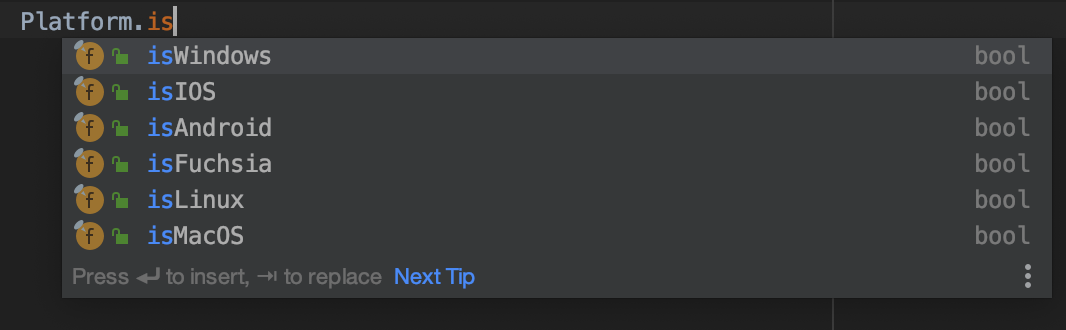 Platform.is
f isWindows bool
f isIOS bool
f isAndroid bool
f isFuchsia bool
f isLinux bool
f isMacOS bool
Press ↵ to insert, ⇥ to replace Next Tip